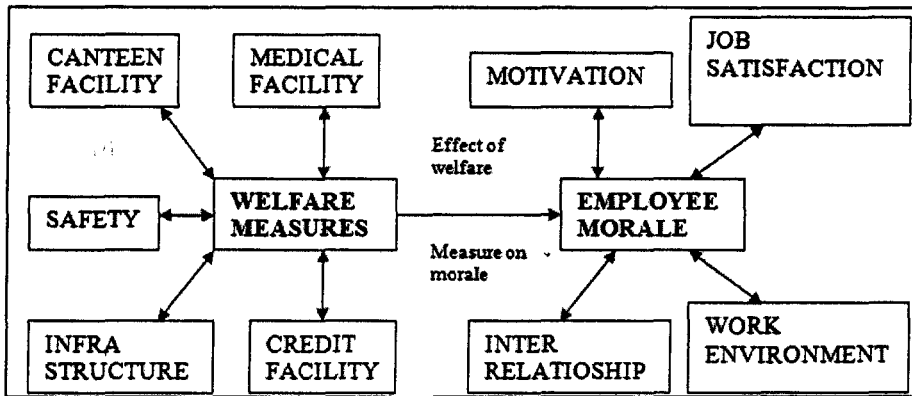 CANTEEN
FACILITY
MEDICAL
FACILITY
MOTIVATION
JOB
SATISFACTION
Effect of
welfare
SAFETY
WELFARE
MEASURES
EMPLOYEE
MORALE
Measure on
morale
INFRA
STRUCTURE
CREDIT
FACILITY
INTER
RELATIOSHIP
WORK
ENVIRONMENT